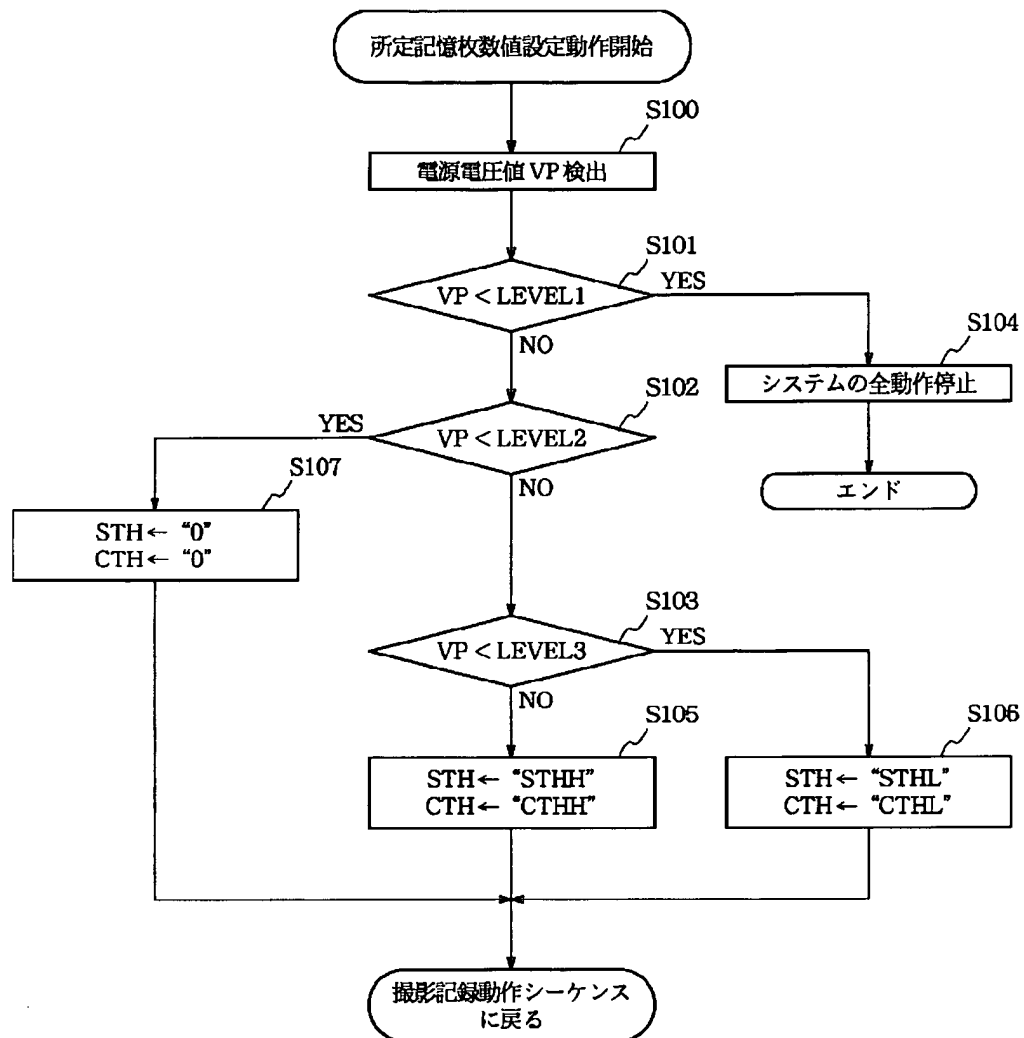 所定記憶枚数値設定動作開始
S100
電源電圧値 VP 検出
S101
VP < LEVEL1
YES
NO
S104
システムの全動作停止
エンド
S102
VP < LEVEL2
YES
NO
S107
STH ← "0"
CTH ← "0"
S103
VP < LEVEL3
YES
NO
S105
STH ← "STHH"
CTH ← "CTHH"
S106
STH ← "STHL"
CTH ← "CTHL"
撮影記録動作シーケンス
に戻る